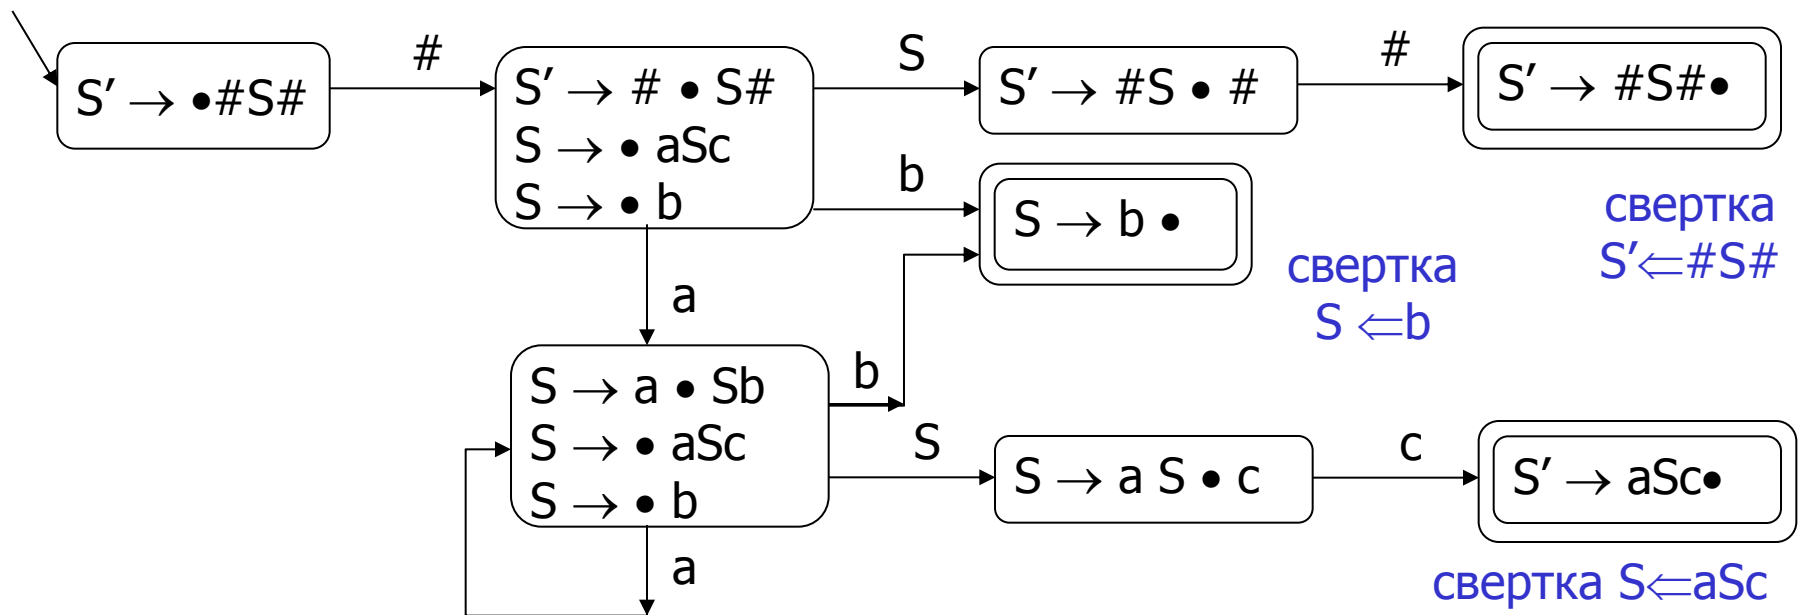 S′ → •#S#
#
S′ → # • S#
S → • aSc
S → • b
S
S′ → #S • #
#
S′ → #S#•
свертка
S′⇐#S#
b
S → b •
свертка
S ⇐b
a
S → a • Sb
S → • aSc
S → • b
b
S
S → a S • c
c
S′ → aSc•
свертка S⇐aSc
a